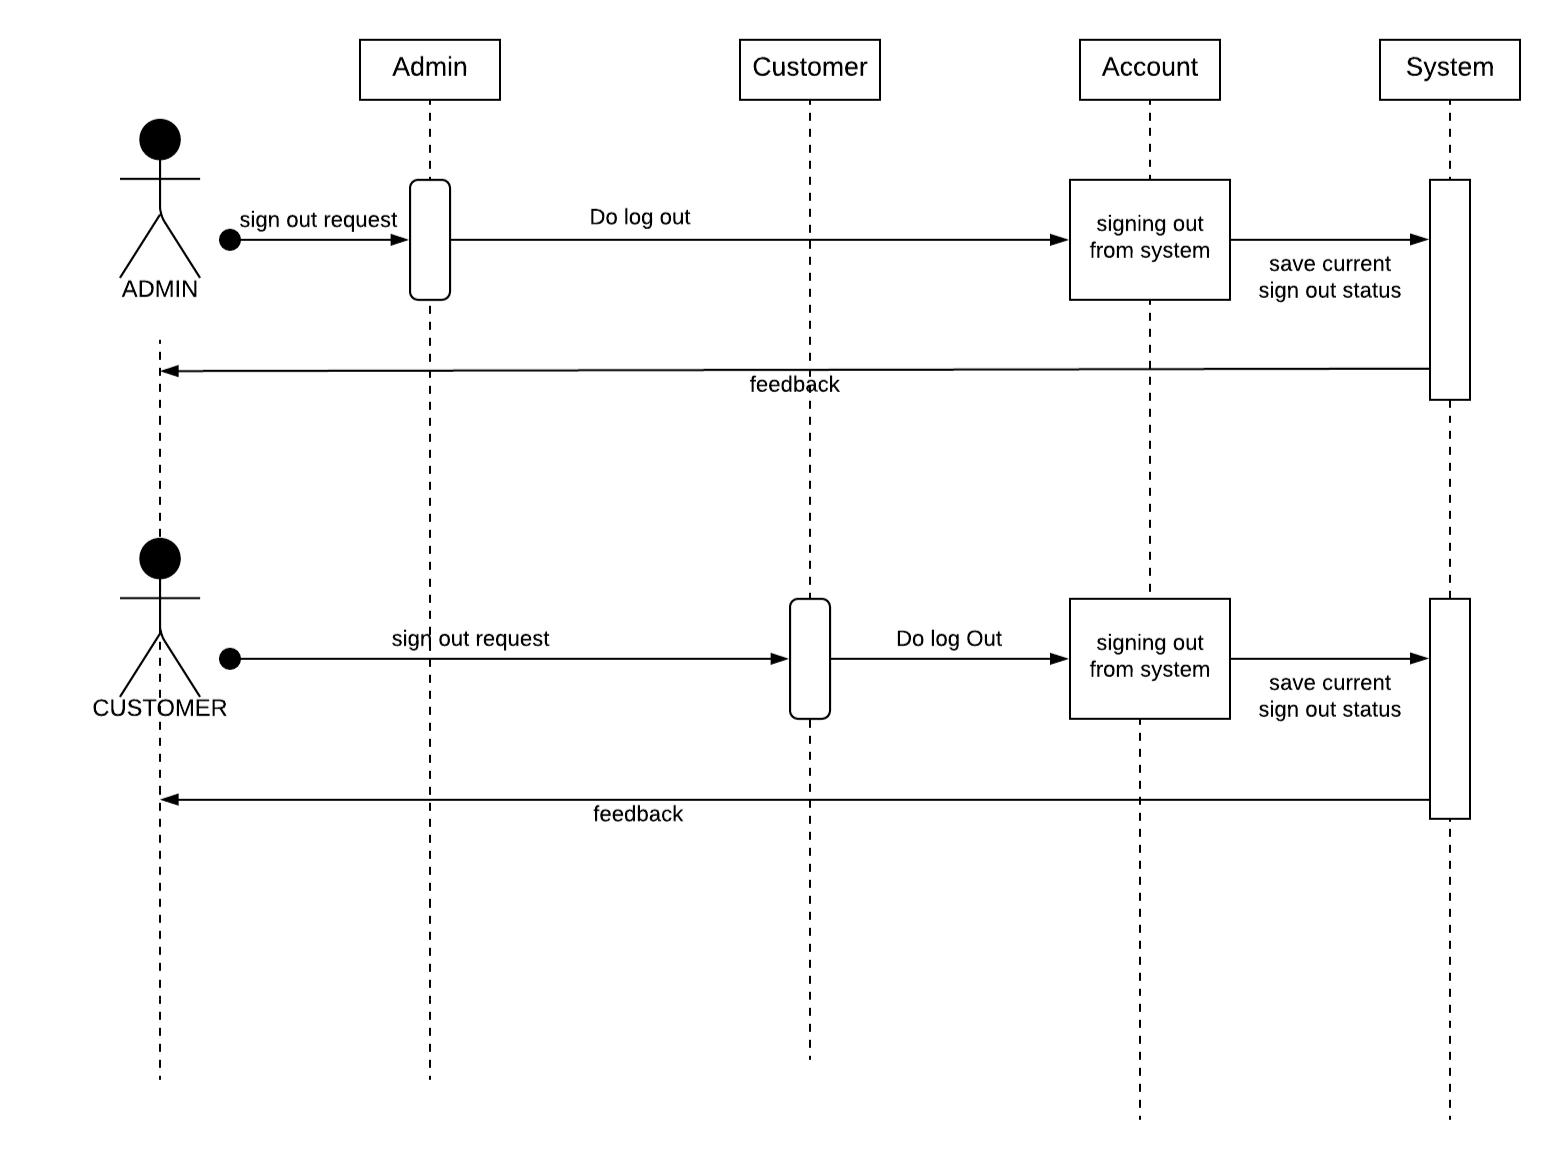 Admin
Customer
Account
System
sign out request
Do log out
signing out
from system
save current
sign out status
ADMIN
feedback
sign out request
Do log Out
signing out
from system
save current
sign out status
CUSTOMER
feedback